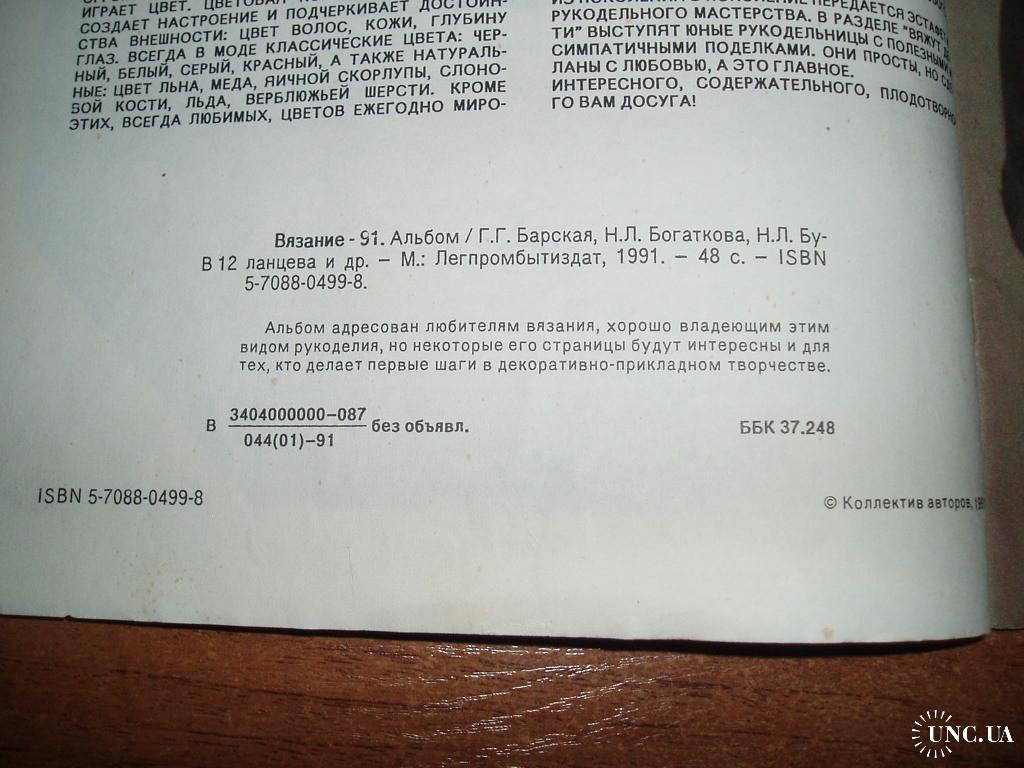 ИГРАЕТ ЦВЕТ. ЦВЕТОВАЯ
СОЗДАЕТ НАСТРОЕНИЕ И ПОДЧЕРКИВАЕТ ДОСТОИН-
СТВА ВНЕШНОСТИ: ЦВЕТ ВОЛОС, КОЖИ, ГЛУБИНУ
ГЛАЗ. ВСЕГДА В МОДЕ КЛАССИЧЕСКИЕ ЦВЕТА: ЧЕР-
НЫЙ, БЕЛЫЙ, СЕРЫЙ, КРАСНЫЙ, А ТАКЖЕ НАТУРАЛЬ-
НЫЕ: ЦВЕТ ЛЬНА, МЕДА, ЯИЧНОЙ СКОРЛУПЫ, СЛОНО-
ВОЙ КОСТИ, ЛЬДА, ВЕРБЛЮЖЬЕЙ ШЕРСТИ. КРОМЕ
ЭТИХ, ВСЕГДА ЛЮБИМЫХ, ЦВЕТОВ ЕЖЕГОДНО МИРО-
ИЗ ПОКОЛЕНИЯ В ПОКОЛЕНИЕ ПЕРЕДАЕТСЯ
РУКОДЕЛЬНОГО МАСТЕРСТВА. В РАЗДЕЛЕ "ВЯЖУТ
ТИ" ВЫСТУПЯТ ЮНЫЕ РУКОДЕЛЬНИЦЫ С ПОЛЕЗНЫМИ
СИМПАТИЧНЫМИ ПОДЕЛКАМИ. ОНИ ПРОСТЫ, НО
ЛАНЫ С ЛЮБОВЬЮ, А ЭТО ГЛАВНОЕ.
ИНТЕРЕСНОГО, СОДЕРЖАТЕЛЬНОГО, ПЛОДОТВОРНО
ГО ВАМ ДОСУГА!
Вязание - 91. Альбом / Г.Г. Барская, Н.Л. Богаткова, Н.Л. Бу-
В 12 ланцева и др. – М.: Легпромбытиздат, 1991. – 48 с. – ISBN
5-7088-0499-8.
Альбом адресован любителям вязания, хорошо владеющим этим
видом рукоделия, но некоторые его страницы будут интересны и для
тех, кто делает первые шаги в декоративно-прикладном творчестве.
В 3404000000–087 без объявл.
044(01)–91
ББК 37.248
ISBN 5-7088-0499-8
© Коллектив авторов,
UNC.UA